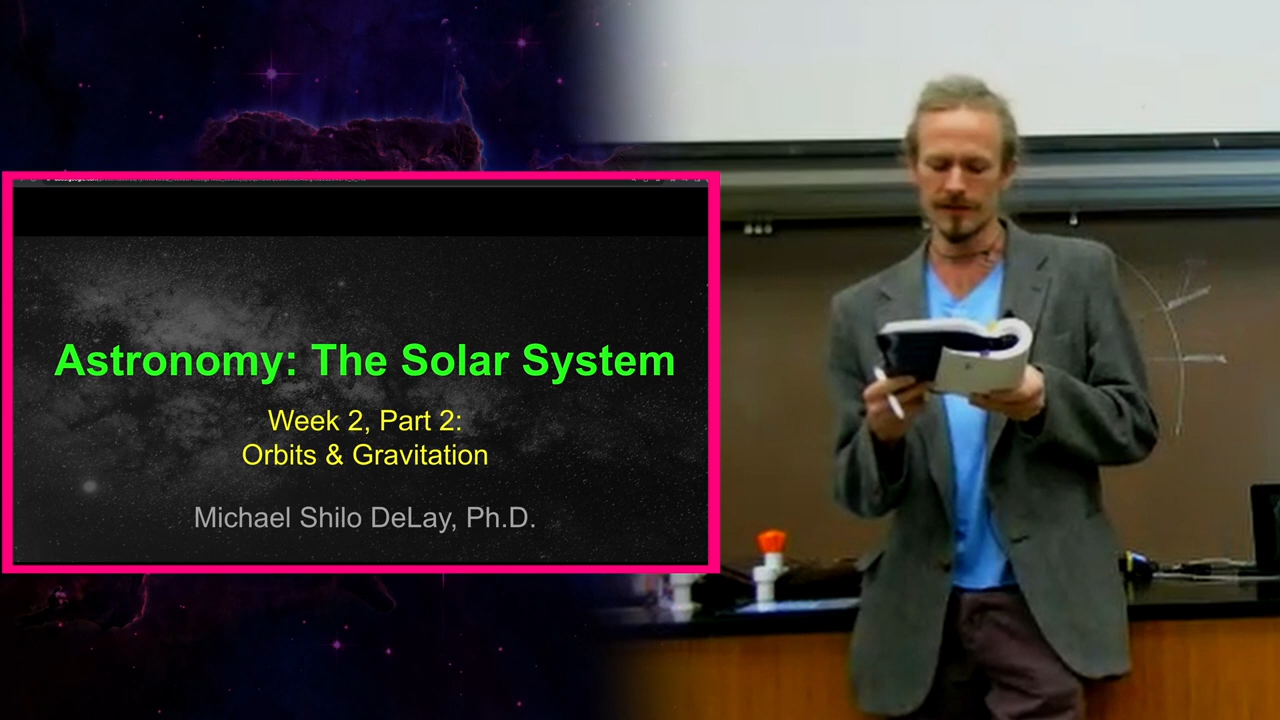 Astronomy: The Solar System
Week 2, Part 2:
Orbits & Gravitation
Michael Shilo DeLay, Ph.D.